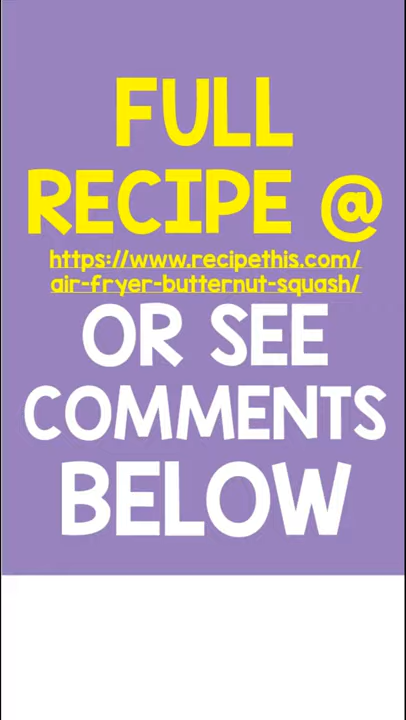 FULL
RECIPE @
https://www.recipethis.com/
air-fryer-butternut-squash/
OR SEE
COMMENTS
BELOW